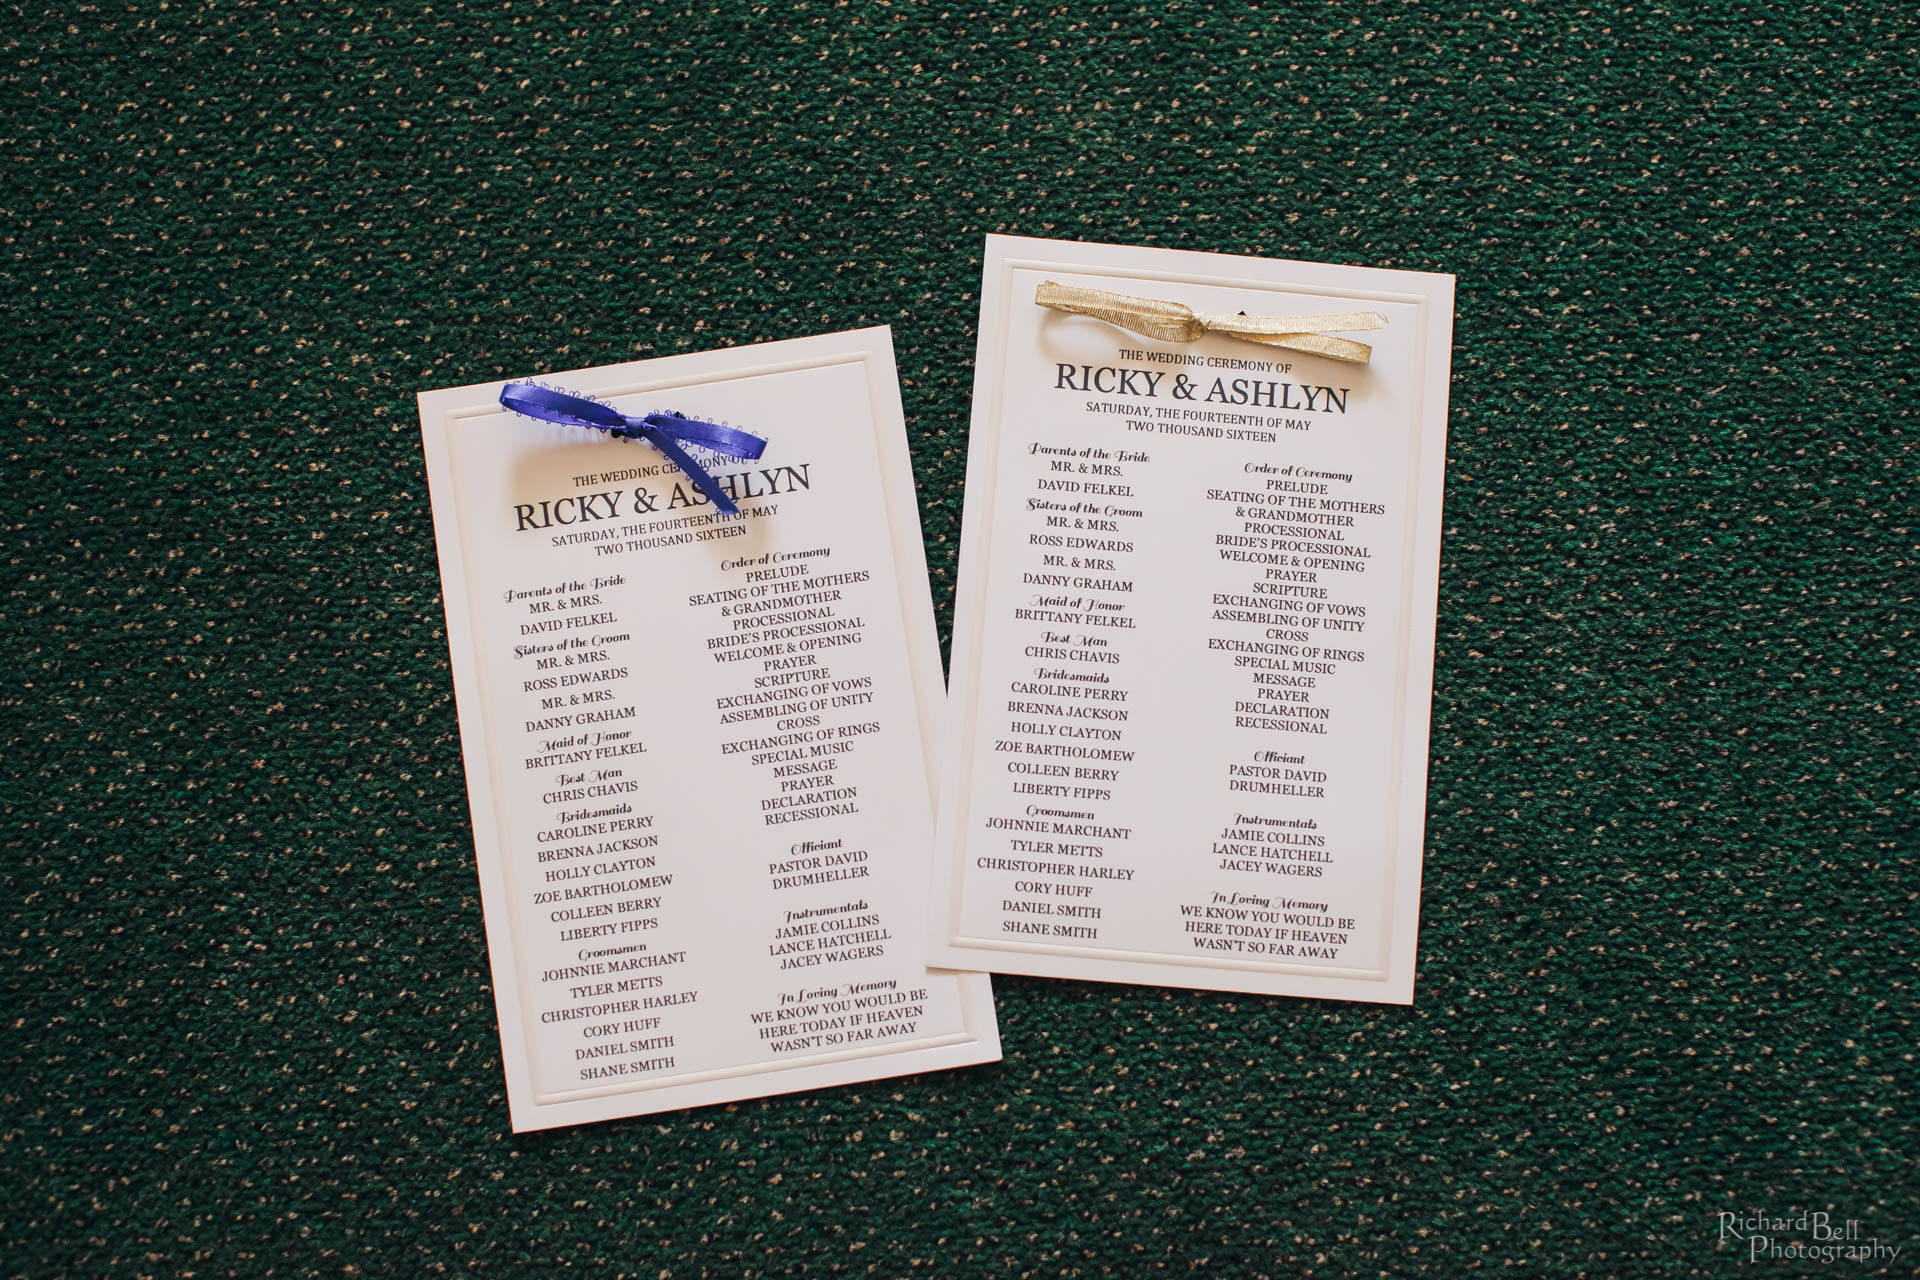 THE WEDDING CEREMONY OF
RICKY & ASHLYN
SATURDAY, THE FOURTEENTH OF MAY
TWO THOUSAND SIXTEEN
Parents of the Bride
MR. & MRS.
DAVID FELKEL
Sisters of the Groom
MR. & MRS.
ROSS EDWARDS
MR. & MRS.
DANNY GRAHAM
Maid of Honor
BRITTANY FELKEL
Best Man
CHRIS CHAVIS
Bridesmaids
CAROLINE PERRY
BRENNA JACKSON
HOLLY CLAYTON
ZOE BARTHOLOMEW
COLLEEN BERRY
LIBERTY FIPPS
Groomsmen
JOHNNIE MARCHANT
TYLER METTS
CHRISTOPHER HARLEY
CORY HUFF
DANIEL SMITH
SHANE SMITH
Order of Ceremony
PRELUDE
SEATING OF THE MOTHERS
& GRANDMOTHER
PROCESSIONAL
BRIDE'S PROCESSIONAL
WELCOME & OPENING
PRAYER
SCRIPTURE
EXCHANGING OF VOWS
ASSEMBLING OF UNITY
CROSS
EXCHANGING OF RINGS
SPECIAL MUSIC
MESSAGE
PRAYER
DECLARATION
RECESSIONAL
Officiant
PASTOR DAVID
DRUMHELLER
Instrumentals
JAMIE COLLINS
LANCE HATCHELL
JACEY WAGERS
In Loving Memory
WE KNOW YOU WOULD BE
HERE TODAY IF HEAVEN
WASN'T SO FAR AWAY
THE WEDDING CEREMONY OF
RICKY & ASHLYN
SATURDAY, THE FOURTEENTH OF MAY
TWO THOUSAND SIXTEEN
Parents of the Bride
MR. & MRS.
DAVID FELKEL
Sisters of the Groom
MR. & MRS.
ROSS EDWARDS
MR. & MRS.
DANNY GRAHAM
Maid of Honor
BRITTANY FELKEL
Best Man
CHRIS CHAVIS
Bridesmaids
CAROLINE PERRY
BRENNA JACKSON
HOLLY CLAYTON
ZOE BARTHOLOMEW
COLLEEN BERRY
LIBERTY FIPPS
Groomsmen
JOHNNIE MARCHANT
TYLER METTS
CHRISTOPHER HARLEY
CORY HUFF
DANIEL SMITH
SHANE SMITH
Order of Ceremony
PRELUDE
SEATING OF THE MOTHERS
& GRANDMOTHER
PROCESSIONAL
BRIDE'S PROCESSIONAL
WELCOME & OPENING
PRAYER
SCRIPTURE
EXCHANGING OF VOWS
ASSEMBLING OF UNITY
CROSS
EXCHANGING OF RINGS
SPECIAL MUSIC
MESSAGE
PRAYER
DECLARATION
RECESSIONAL
Officiant
PASTOR DAVID
DRUMHELLER
Instrumentals
JAMIE COLLINS
LANCE HATCHELL
JACEY WAGERS
In Loving Memory
WE KNOW YOU WOULD BE
HERE TODAY IF HEAVEN
WASN'T SO FAR AWAY
Richard Bell
Photography